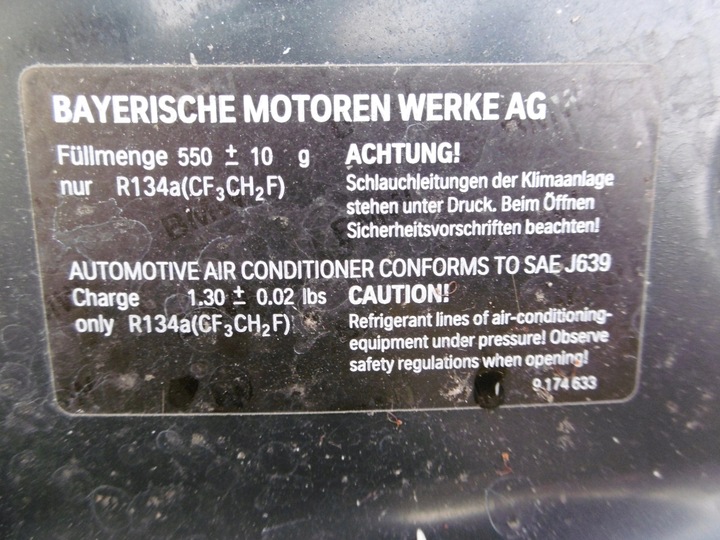 BAYERISCHE MOTOREN WERKE AG
Füllmenge 550 ± 10 g
nur R134a(CF₃CH₂F)
ACHTUNG!
Schlauchleitungen der Klimaanlage
stehen unter Druck. Beim Öffnen
Sicherheitsvorschriften beachten!
AUTOMOTIVE AIR CONDITIONER CONFORMS TO SAE J639
Charge 1.30 ± 0.02 lbs
only R134a(CF₃CH₂F)
CAUTION!
Refrigerant lines of air-conditioning-
equipment under pressure! Observe
safety regulations when opening!
9 174 633